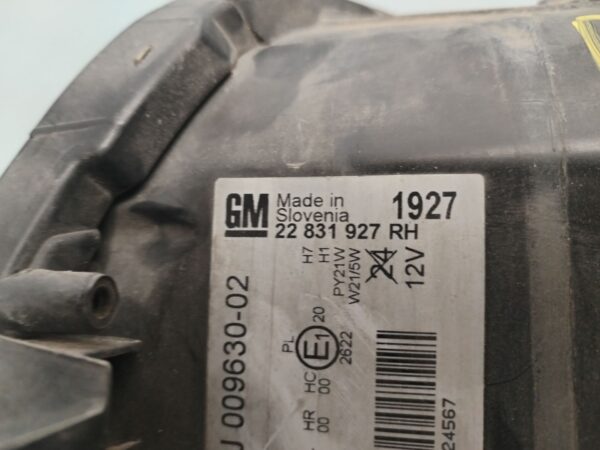 GM Made in
Slovenia
1927
22 831 927 RH
H7
H1
PY21W
W21/5W
24
12V
J 009630-02
PL
E1
20
2622
HC
00
HR
00
24567